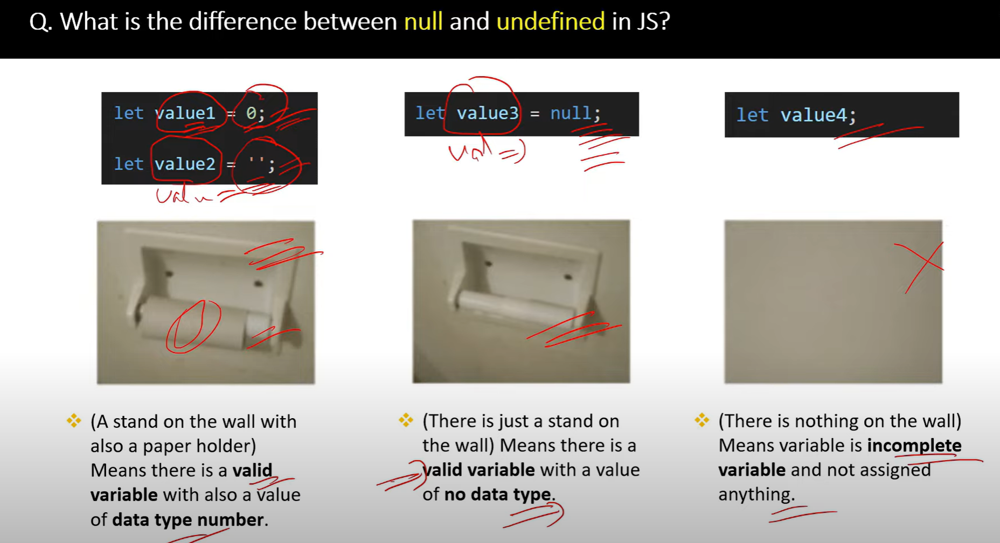 Q. What is the difference between null and undefined in JS?
let value1 = 0;
let value2 = '';
let value3 = null;
val =>
let value4;
(A stand on the wall with
also a paper holder)
Means there is a valid
variable with also a value
of data type number.
(There is just a stand on
the wall) Means there is a
valid variable with a value
of no data type.
(There is nothing on the wall)
Means variable is incomplete
variable and not assigned
anything.